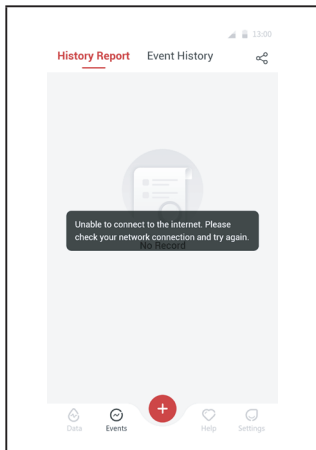 13:00
History Report Event History
Unable to connect to the internet. Please
check your network connection and try again.
No Record
Data Events Help Settings